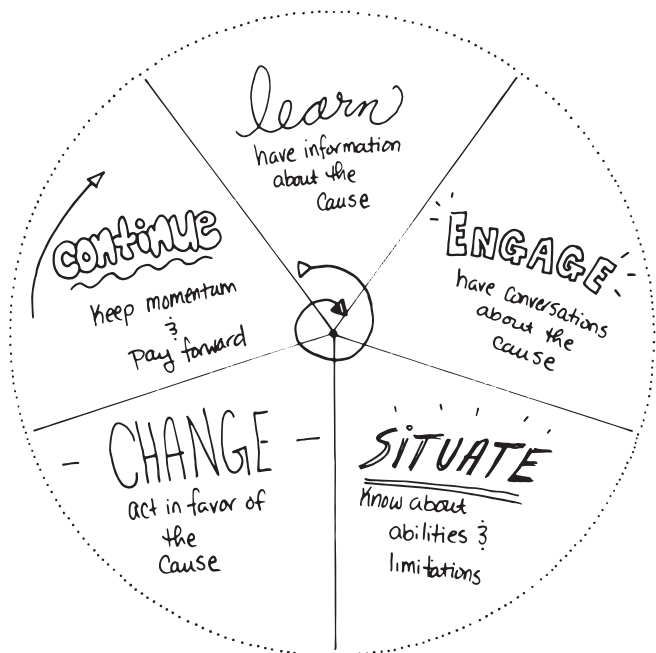 learn
have information
about the
cause
ENGAGE
have conversations
about the
cause
SiTUATE
Know about
abilities &
limitations
CHANGE
act in favor of
the
Cause
continue
Keep momentum
&
Pay forward